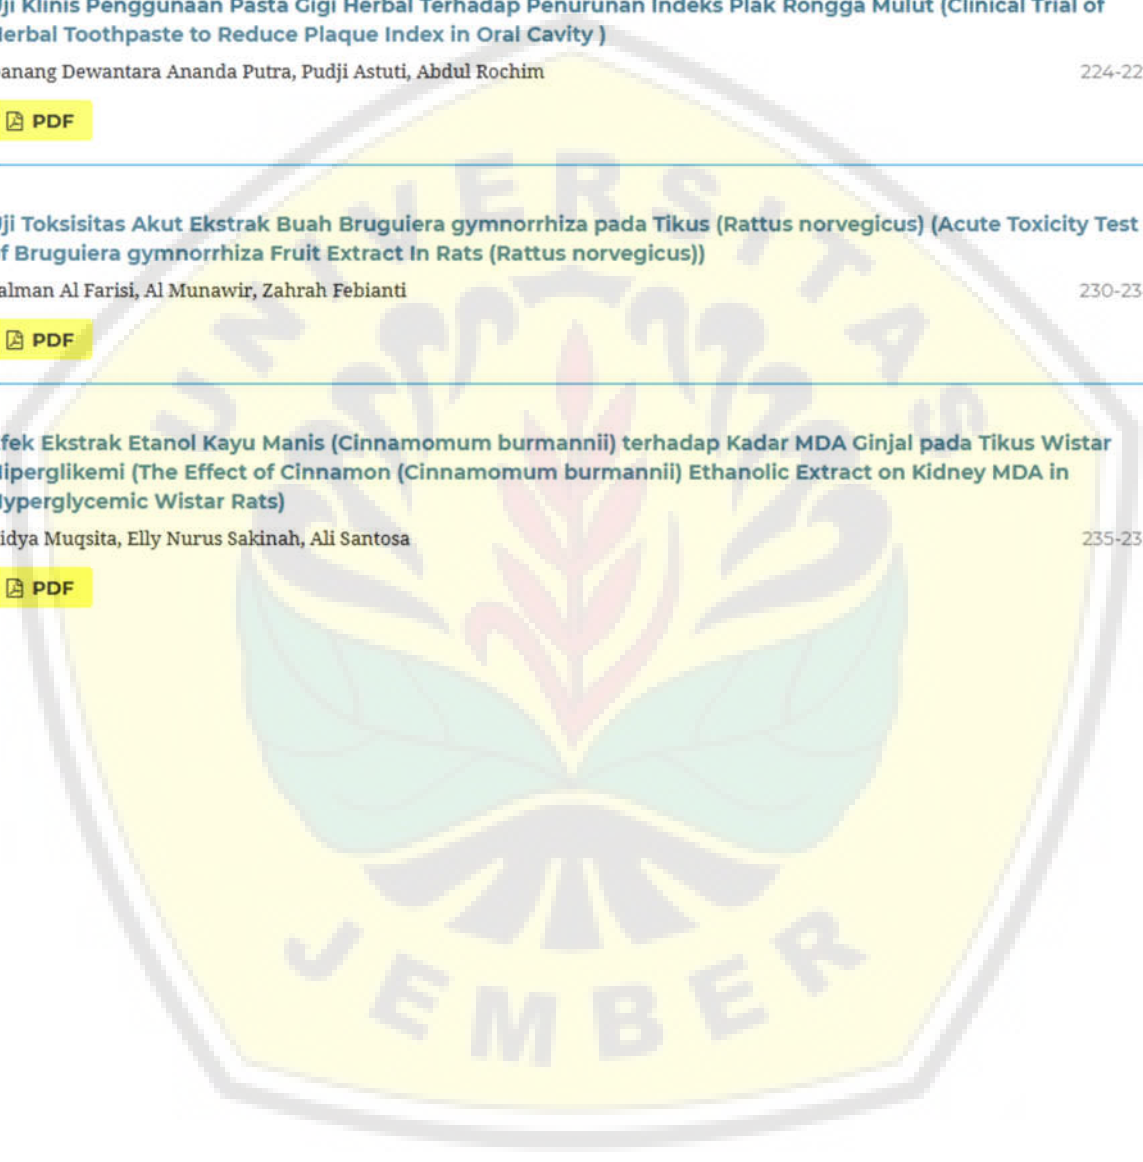 ji Klinis Penggunaan Pasta Gigi Herbal Terhadap Penurunan Indeks Plak Rongga Mulut (Clinical Trial of
erbal Toothpaste to Reduce Plaque Index in Oral Cavity )
anang Dewantara Ananda Putra, Pudji Astuti, Abdul Rochim 224-22
PDF
ji Toksisitas Akut Ekstrak Buah Bruguiera gymnorrhiza pada Tikus (Rattus norvegicus) (Acute Toxicity Test
f Bruguiera gymnorrhiza Fruit Extract In Rats (Rattus norvegicus))
alman Al Farisi, Al Munawir, Zahrah Febianti 230-23
PDF
fek Ekstrak Etanol Kayu Manis (Cinnamomum burmannii) terhadap Kadar MDA Ginjal pada Tikus Wistar
iperglikemi (The Effect of Cinnamon (Cinnamomum burmannii) Ethanolic Extract on Kidney MDA in
yperglycemic Wistar Rats)
idya Muqsita, Elly Nurus Sakinah, Ali Santosa 235-23
PDF
UNIVERSITAS
JEMBER